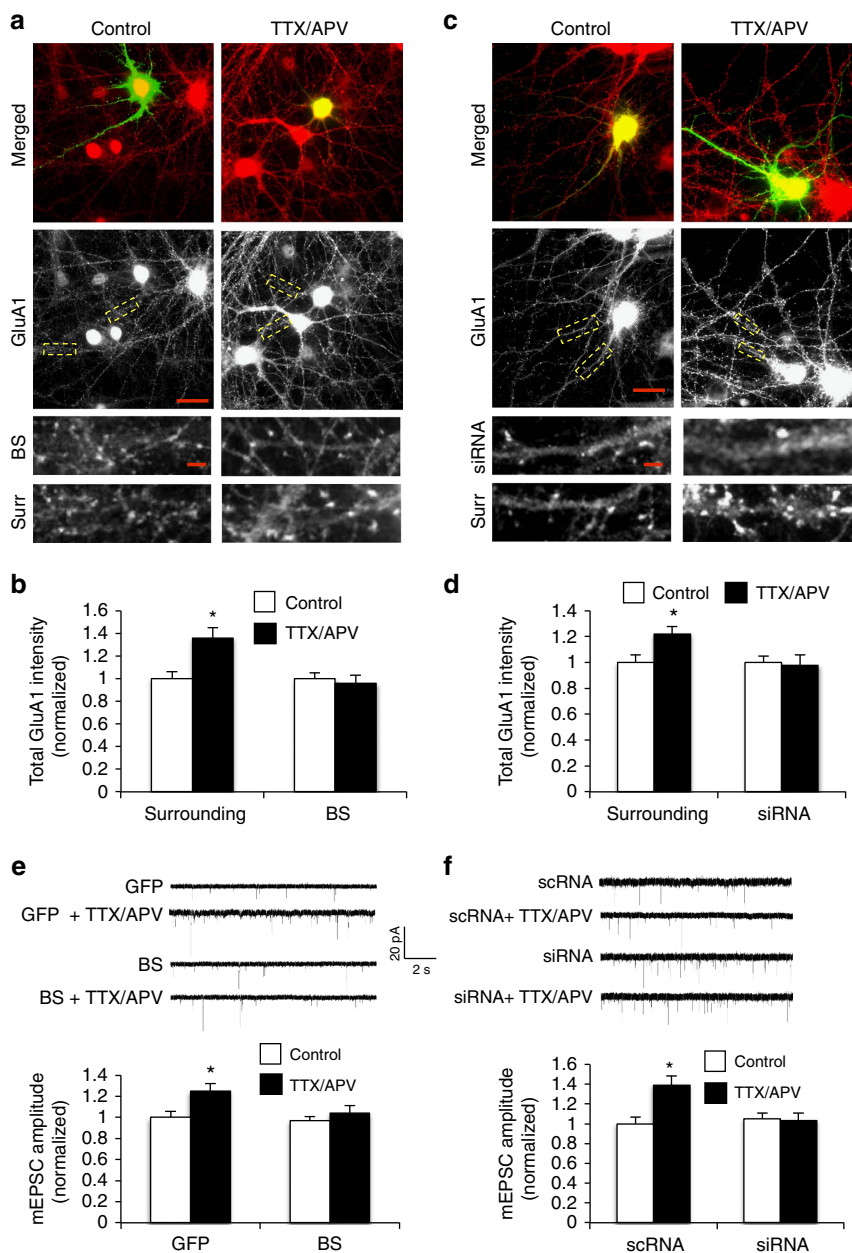 a
Control
TTX/APV
Merged
GluA1
BS
Surr
c
Control
TTX/APV
Merged
GluA1
siRNA
Surr
b
Control
TTX/APV
*
Total GluA1 intensity
(normalized)
1.6
1.4
1.2
1
0.8
0.6
0.4
0.2
0
Surrounding
BS
d
Control
TTX/APV
*
Total GluA1 intensity
(normalized)
1.4
1.2
1
0.8
0.6
0.4
0.2
0
Surrounding
siRNA
e
GFP
GFP + TTX/APV
BS
BS + TTX/APV
20 pA
2 s
Control
TTX/APV
*
mEPSC amplitude
(normalized)
1.4
1.2
1
0.8
0.6
0.4
0.2
0
GFP
BS
f
scRNA
scRNA+ TTX/APV
siRNA
siRNA+ TTX/APV
Control
TTX/APV
*
mEPSC amplitude
(normalized)
1.6
1.4
1.2
1
0.8
0.6
0.4
0.2
0
scRNA
siRNA